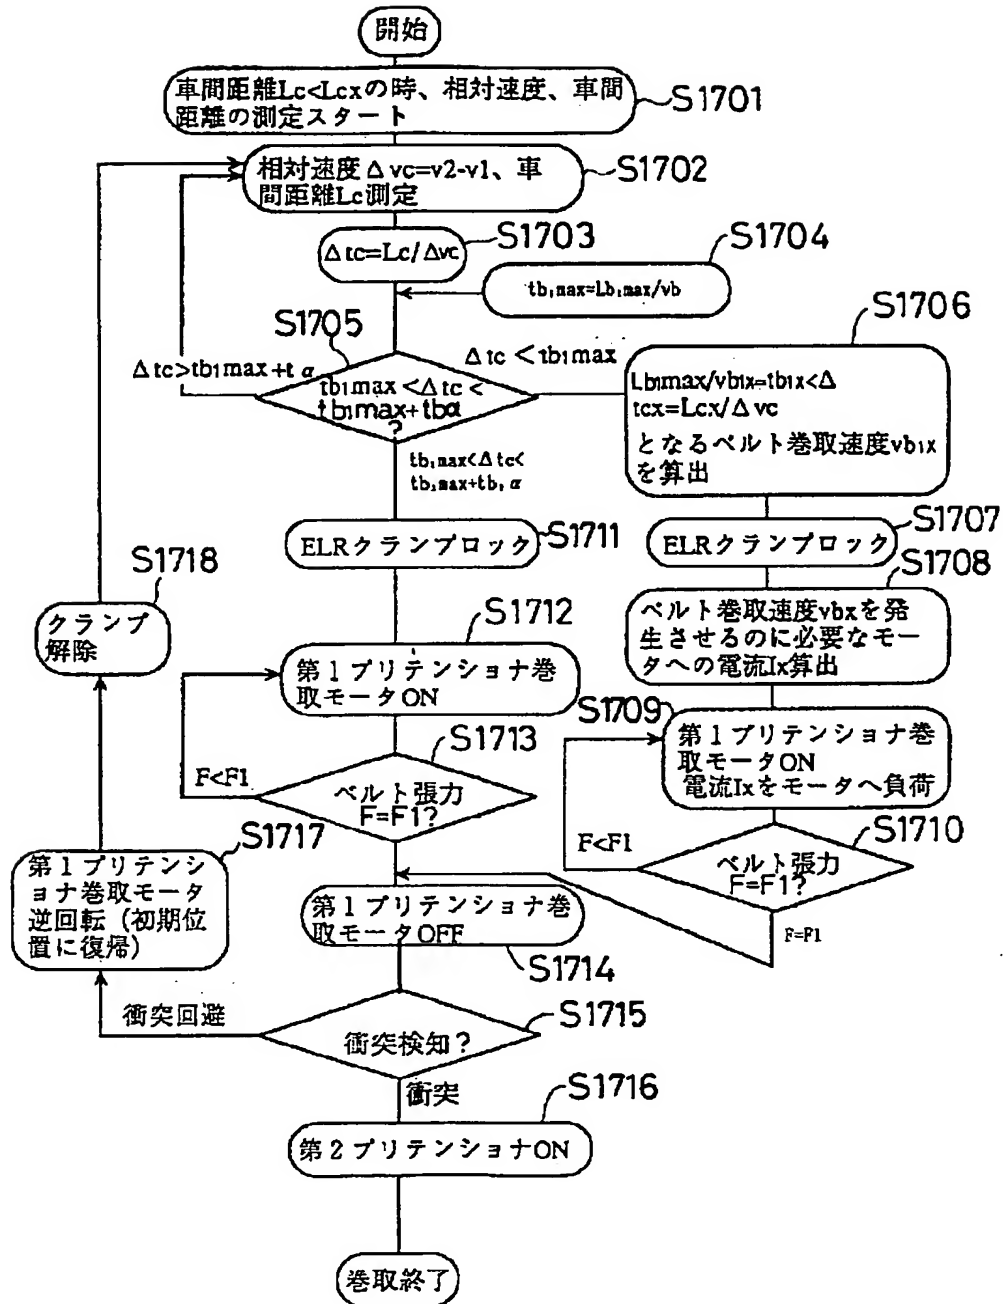 開始
車間距離Lc<Lcxの時、相対速度、車間
距離の測定スタート
S1701
相対速度Δvc=v2-v1、車
間距離Lc測定
S1702
Δtc=Lc/Δvc
S1703
S1704
tb₁max=Lb₁max/vb
S1705
Δtc>tb1max+tα
tb1max<Δtc<
tb1max+tbα
?
Δtc<tb1max
S1706
Lb1max/vb1x=tb1x<Δ
tcx=Lcx/Δvc
となるベルト巻取速度vb1x
を算出
tb₁max<Δtc<
tb₁max+tb₁α
ELRクランプロック
S1711
S1707
ELRクランプロック
S1708
ベルト巻取速度vbxを発
生させるのに必要なモー
タへの電流Ix算出
S1718
クランプ
解除
S1712
第1プリテンショナ巻
取モータON
S1709
第1プリテンショナ巻
取モータON
電流Ixをモータへ負荷
S1713
F<F1
ベルト張力
F=F1?
S1710
F<F1
ベルト張力
F=F1?
F=F1
S1717
第1プリテンシ
ョナ巻取モータ
逆回転(初期位
置に復帰)
第1プリテンショナ巻
取モータOFF
S1714
衝突回避
S1715
衝突検知?
衝突
S1716
第2プリテンショナON
巻取終了